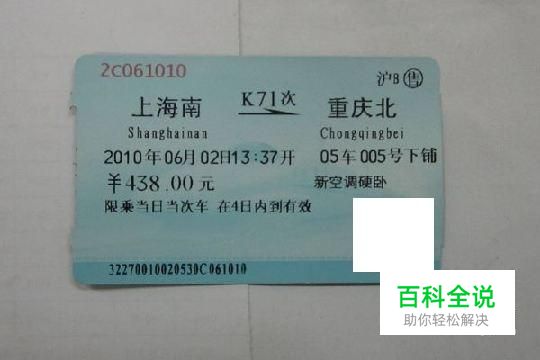 2C061010
沪B 售
上海南 K71次 重庆北
Shanghainan Chongqingbei
2010年06月02日13:37开 05车005号下铺
￥438.00元 新空调硬卧
限乘当日当次车 在4日内到有效
32270010020530C061010
百科全说
助你轻松解决